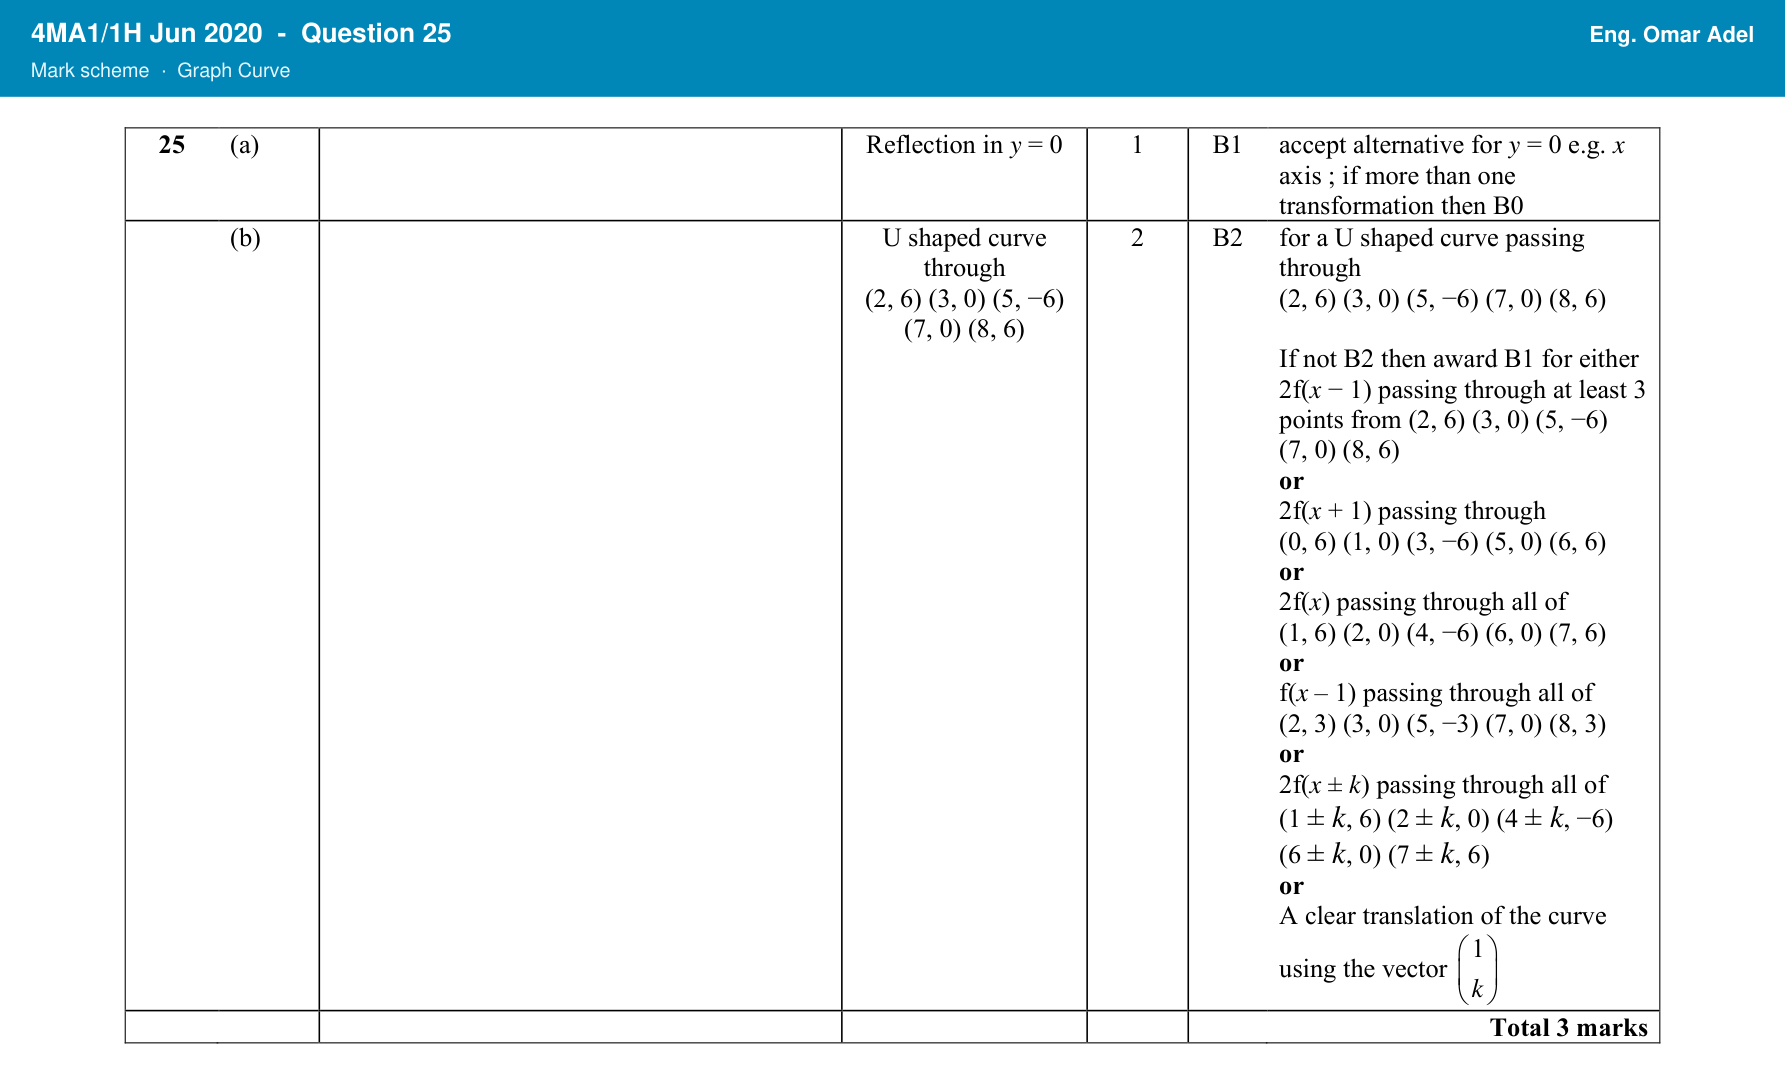 4MA1/1H Jun 2020 - Question 25
Eng. Omar Adel
Mark scheme · Graph Curve
25 (a) Reflection in y = 0 1 B1 accept alternative for y = 0 e.g. x
axis ; if more than one
transformation then B0
(b) U shaped curve 2 B2 for a U shaped curve passing
through through
(2, 6) (3, 0) (5, −6) (2, 6) (3, 0) (5, −6) (7, 0) (8, 6)
(7, 0) (8, 6)
If not B2 then award B1 for either
2f(x − 1) passing through at least 3
points from (2, 6) (3, 0) (5, −6)
(7, 0) (8, 6)
or
2f(x + 1) passing through
(0, 6) (1, 0) (3, −6) (5, 0) (6, 6)
or
2f(x) passing through all of
(1, 6) (2, 0) (4, −6) (6, 0) (7, 6)
or
f(x – 1) passing through all of
(2, 3) (3, 0) (5, −3) (7, 0) (8, 3)
or
2f(x ± k) passing through all of
(1 ± k, 6) (2 ± k, 0) (4 ± k, −6)
(6 ± k, 0) (7 ± k, 6)
or
A clear translation of the curve
using the vector (1
k)
Total 3 marks